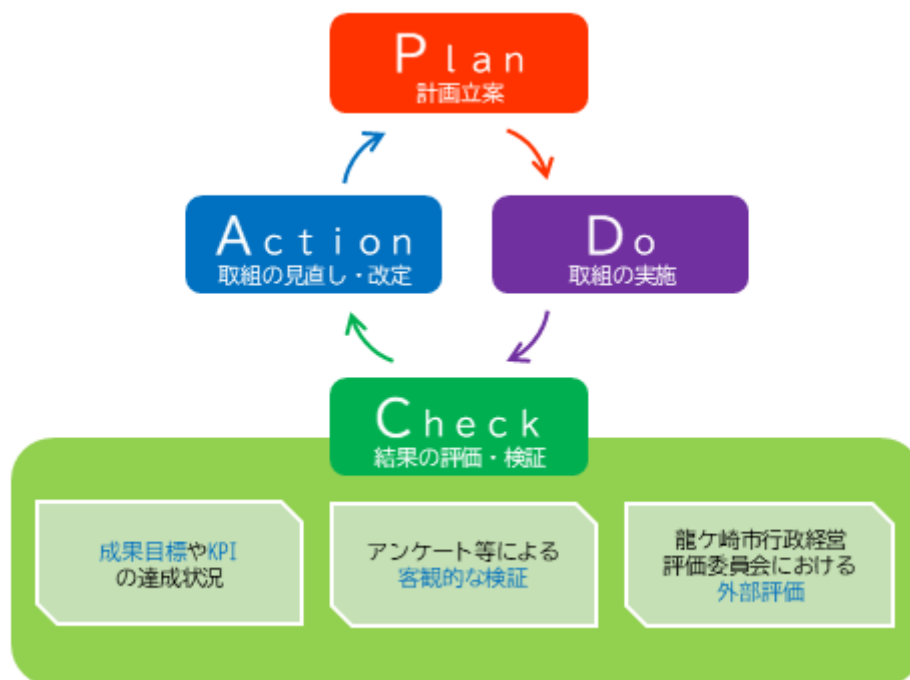 Plan
計画立案
Action
取組の見直し・改定
Do
取組の実施
Check
結果の評価・検証
成果目標やKPI
の達成状況
アンケート等による
客観的な検証
龍ケ崎市行政経営
評価委員会における
外部評価